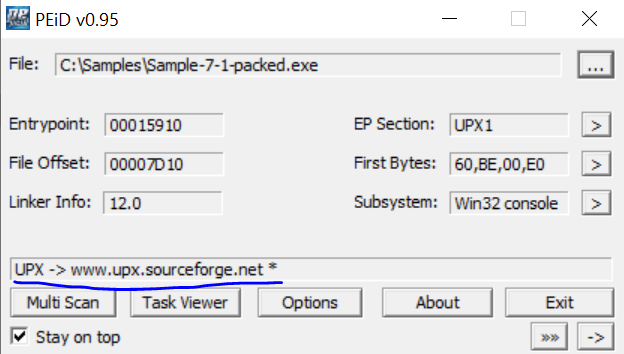 PEiD v0.95
File: C:\Samples\Sample-7-1-packed.exe ...
Entrypoint: 00015910 EP Section: UPX1 >
File Offset: 00007D10 First Bytes: 60,BE,00,E0 >
Linker Info: 12.0 Subsystem: Win32 console >
UPX -> www.upx.sourceforge.net *
Multi Scan Task Viewer Options About Exit
Stay on top »» ->